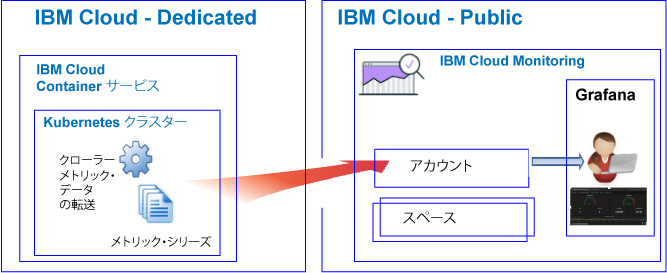 IBM Cloud - Dedicated
IBM Cloud
Container サービス
Kubernetes クラスター
クローラー
メトリック・
データ
の転送
メトリック・シリーズ
IBM Cloud - Public
IBM Cloud Monitoring
アカウント
スペース
Grafana